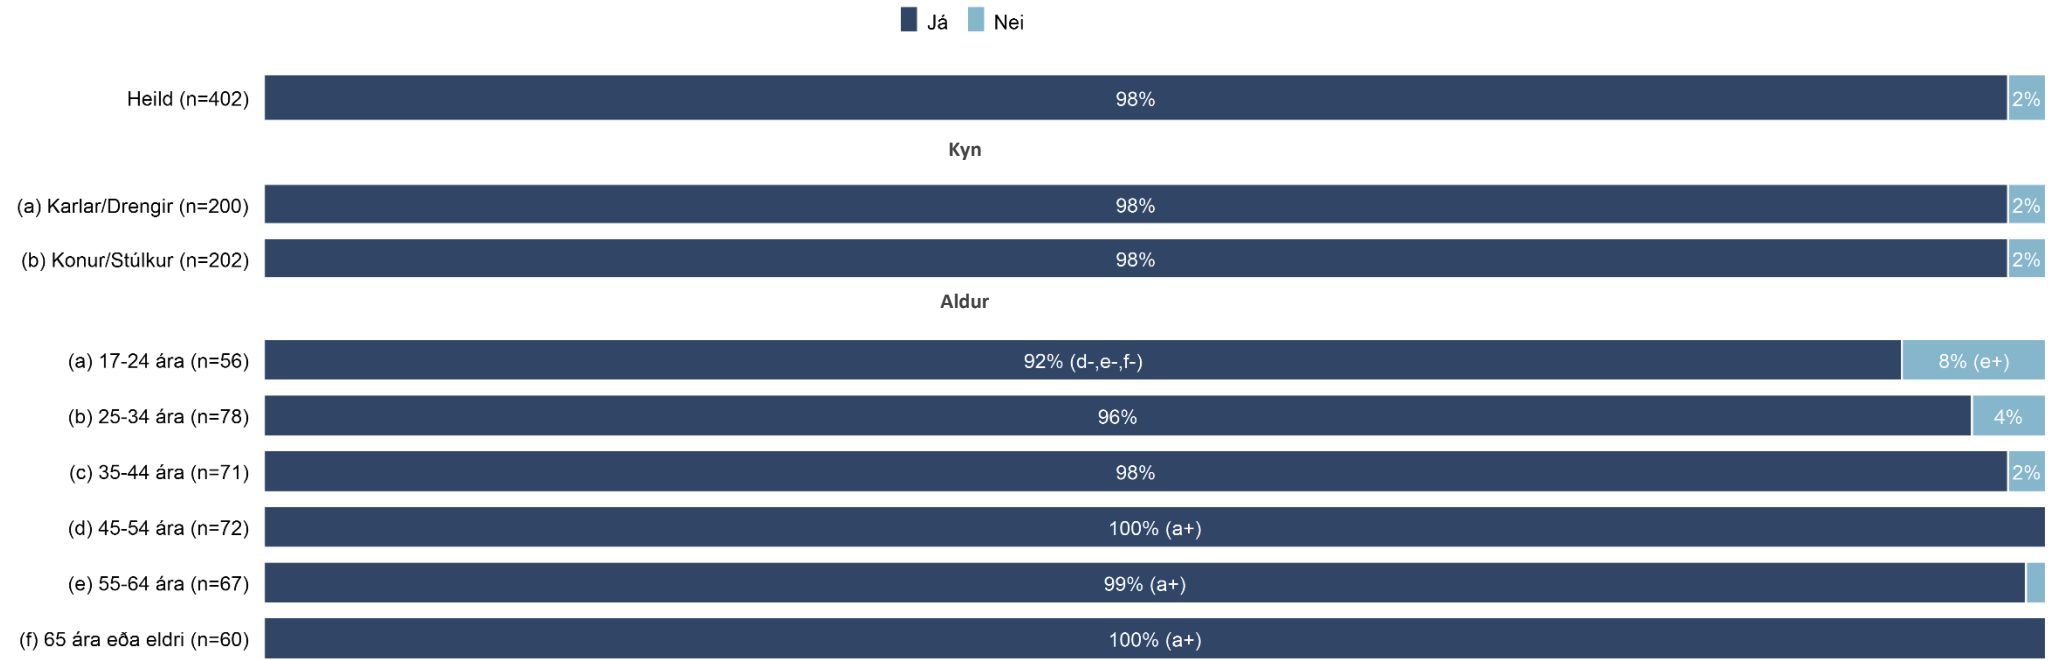 Já Nei
Heild (n=402) 98% 2%
Kyn
(a) Karlar/Drengir (n=200) 98% 2%
(b) Konur/Stúlkur (n=202) 98% 2%
Aldur
(a) 17-24 ára (n=56) 92% (d-,e-,f-) 8% (e+)
(b) 25-34 ára (n=78) 96% 4%
(c) 35-44 ára (n=71) 98% 2%
(d) 45-54 ára (n=72) 100% (a+)
(e) 55-64 ára (n=67) 99% (a+)
(f) 65 ára eða eldri (n=60) 100% (a+)